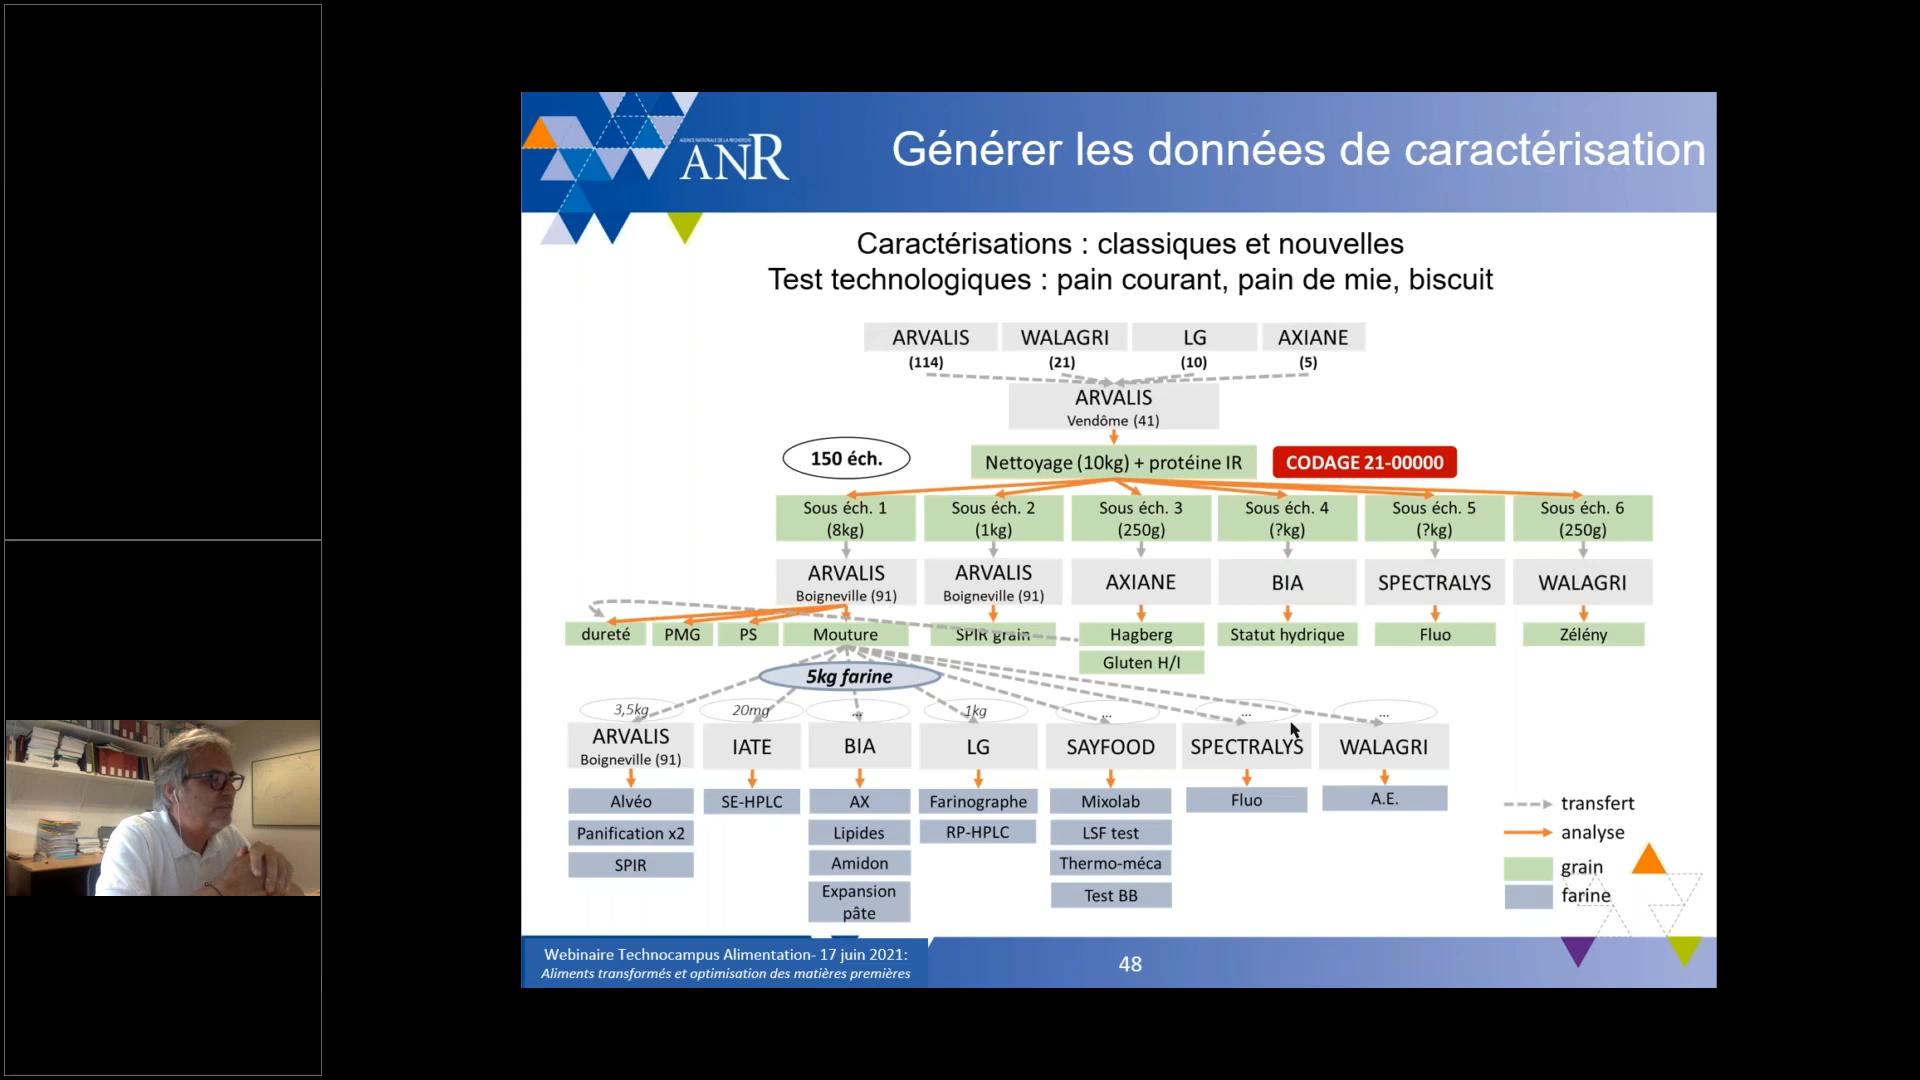 AGENCE NATIONALE DE LA RECHERCHE
ANR
Générer les données de caractérisation
Caractérisations : classiques et nouvelles
Test technologiques : pain courant, pain de mie, biscuit
ARVALIS WALAGRI LG AXIANE
(114) (21) (10) (5)
ARVALIS
Vendôme (41)
150 éch.
Nettoyage (10kg) + protéine IR
CODAGE 21-00000
Sous éch. 1 Sous éch. 2 Sous éch. 3 Sous éch. 4 Sous éch. 5 Sous éch. 6
(8kg) (1kg) (250g) (?kg) (?kg) (250g)
ARVALIS ARVALIS AXIANE BIA SPECTRALYS WALAGRI
Boigneville (91) Boigneville (91)
dureté PMG PS Mouture SPIR grain Hagberg Statut hydrique Fluo Zélény
Gluten H/I
5kg farine
3,5kg 20mg ... 1kg ... ... ...
ARVALIS IATE BIA LG SAYFOOD SPECTRALYS WALAGRI
Boigneville (91)
Alvéo SE-HPLC AX Farinographe Mixolab Fluo A.E.
Panification x2 Lipides RP-HPLC LSF test
SPIR Amidon Thermo-méca
Expansion Test BB
pâte
transfert
analyse
grain
farine
Webinaire Technocampus Alimentation- 17 juin 2021:
Aliments transformés et optimisation des matières premières
48